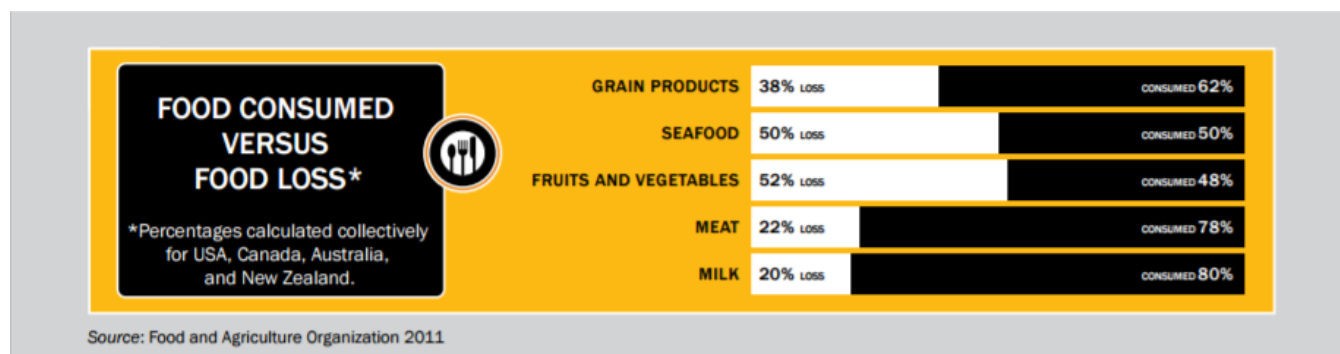 FOOD CONSUMED
VERSUS
FOOD LOSS*
*Percentages calculated collectively
for USA, Canada, Australia,
and New Zealand.
GRAIN PRODUCTS 38% LOSS CONSUMED 62%
SEAFOOD 50% LOSS CONSUMED 50%
FRUITS AND VEGETABLES 52% LOSS CONSUMED 48%
MEAT 22% LOSS CONSUMED 78%
MILK 20% LOSS CONSUMED 80%
Source: Food and Agriculture Organization 2011